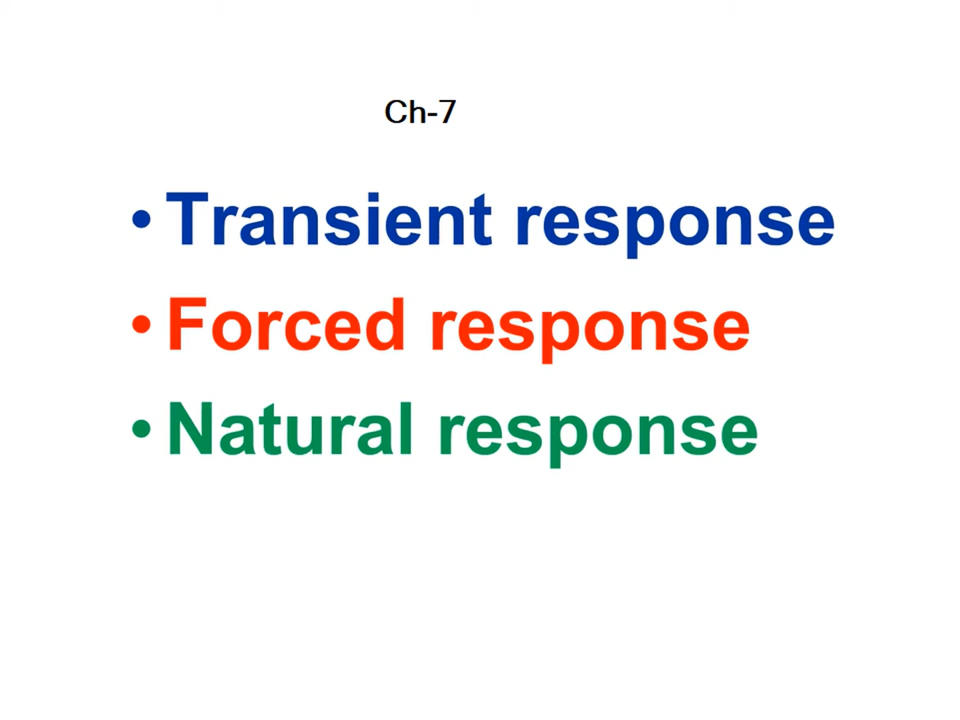 Ch-7
• Transient response
• Forced response
• Natural response